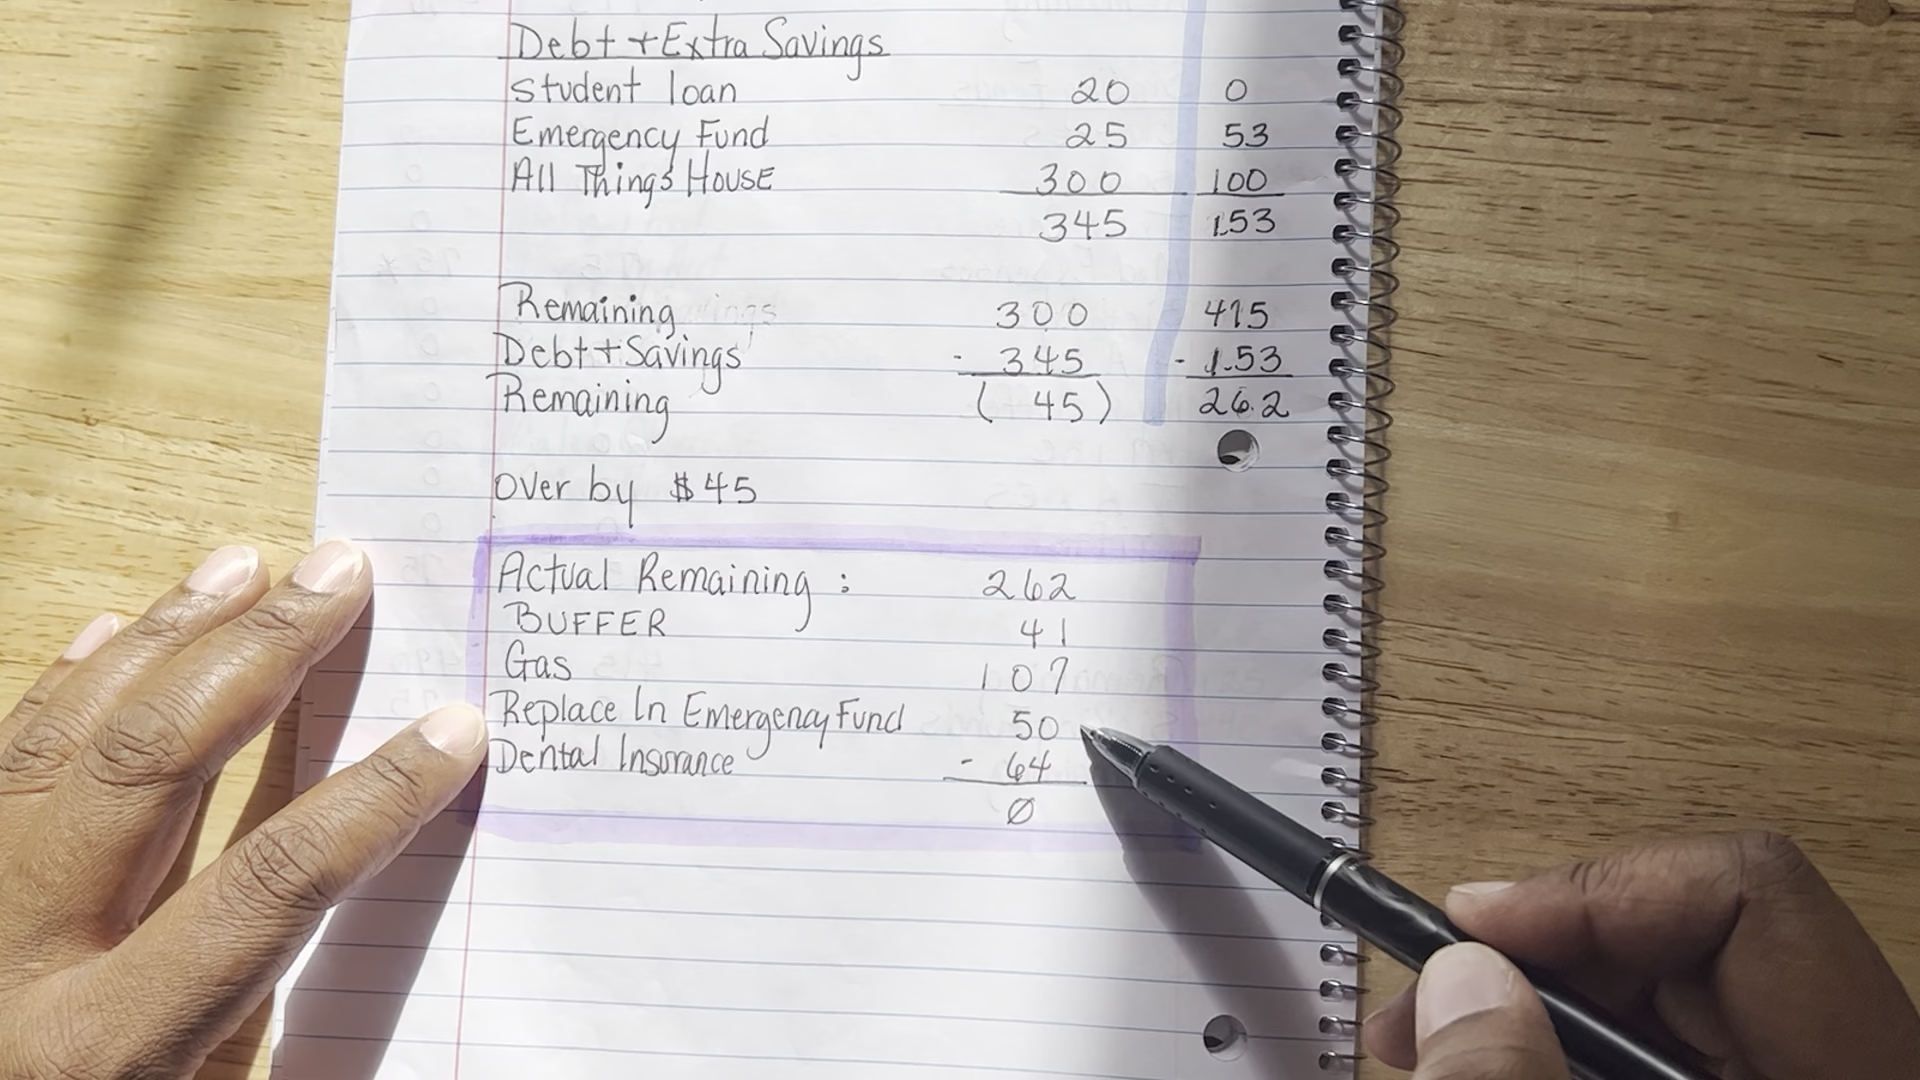 Debt + Extra Savings
Student loan 20 0
Emergency Fund 25 53
All Things House 300 100
345 153
Remaining 300 415
Debt + Savings - 345 - 153
Remaining ( 45 ) 262
over by $45
Actual Remaining : 262
BUFFER 41
Gas 107
Replace In Emergency Fund 50
Dental Insurance - 64
0